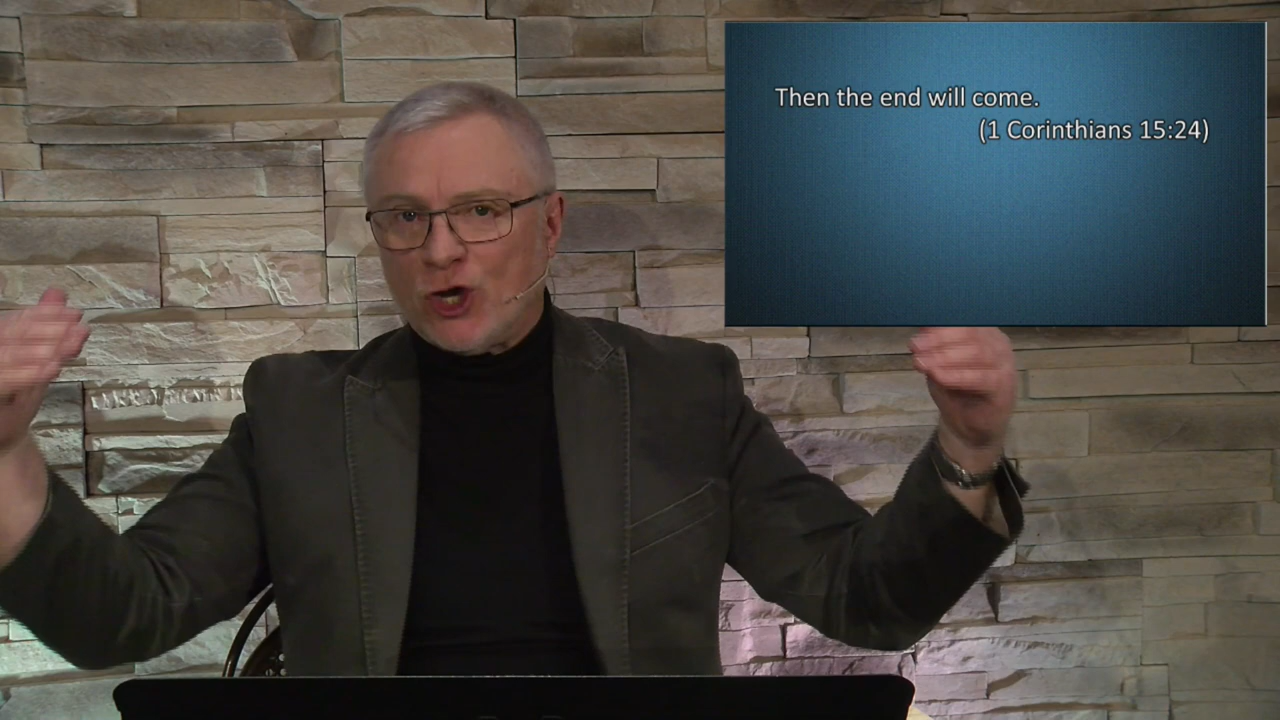 Then the end will come.
(1 Corinthians 15:24)